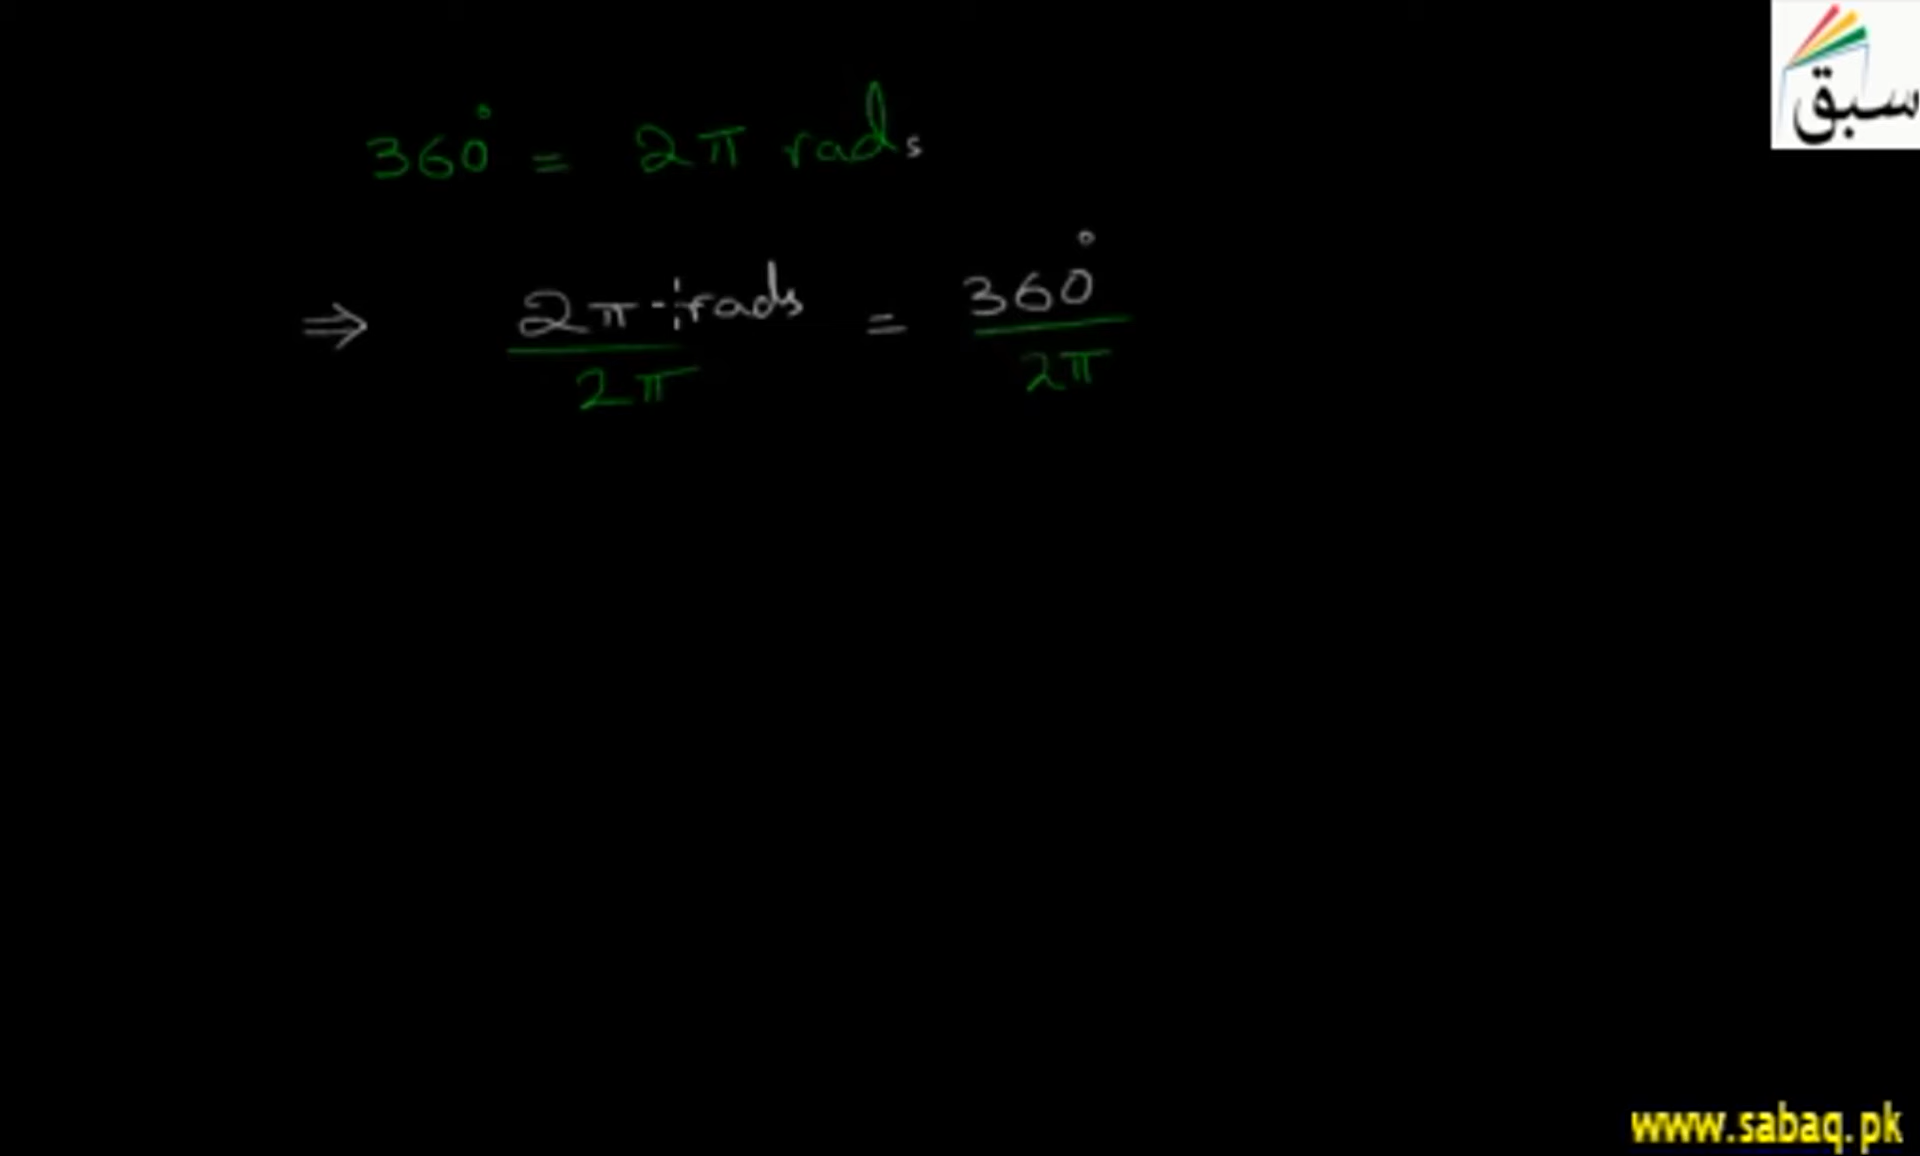 360° = 2π rads
⇒ 2π rads / 2π = 360° / 2π
سبق
www.sabaq.pk